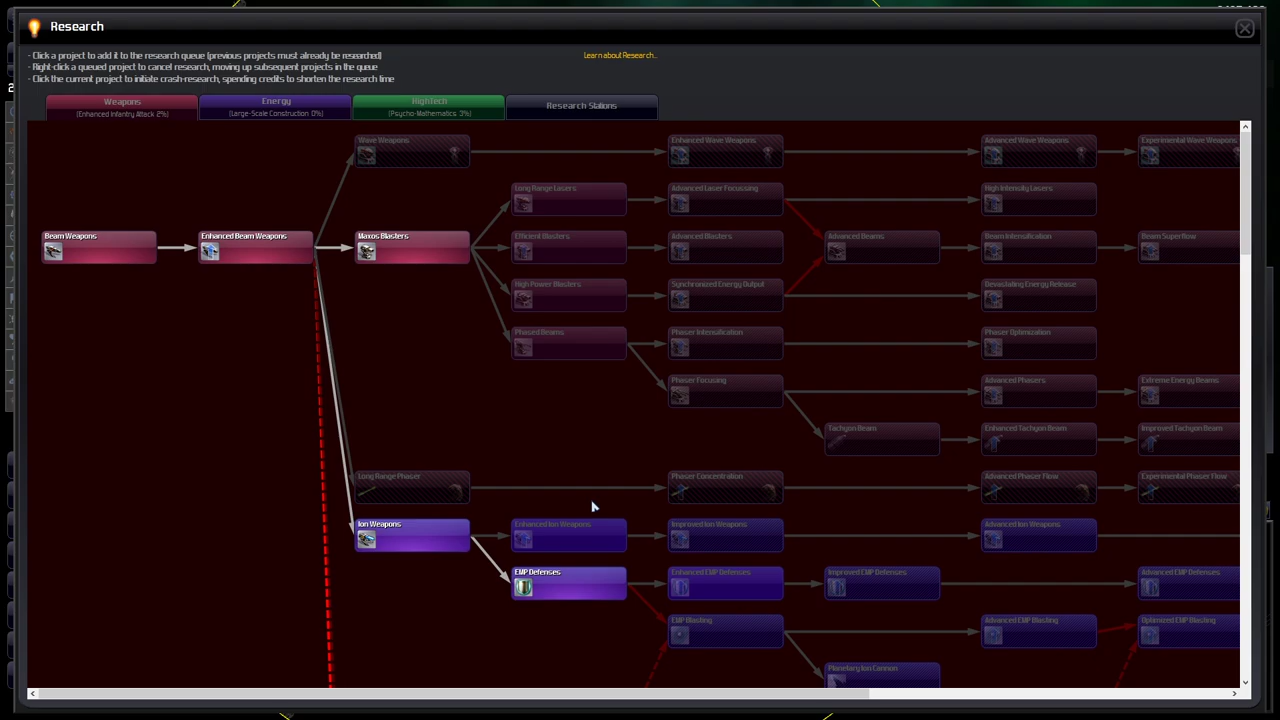 Research
- Click a project to add it to the research queue (previous projects must already be researched)
- Right-click a queued project to cancel research, moving up subsequent projects in the queue
- Click the current project to initiate crash-research, spending credits to shorten the research time
Learn about Research...
Weapons
(Enhanced Infantry Attack 2%)
Energy
(Large-Scale Construction 0%)
HighTech
(Psycho-Mathematics 3%)
Research Stations
Wave Weapons
Enhanced Wave Weapons
Advanced Wave Weapons
Experimental Wave Weapons
Long Range Lasers
Advanced Laser Focussing
High Intensity Lasers
Beam Weapons
Enhanced Beam Weapons
Maxos Blasters
Efficient Blasters
Advanced Blasters
Advanced Beams
Beam Intensification
Beam Superflow
High Power Blasters
Synchronized Energy Output
Devastating Energy Release
Phased Beams
Phaser Intensification
Phaser Optimization
Phaser Focusing
Advanced Phasers
Extreme Energy Beams
Tachyon Beam
Enhanced Tachyon Beam
Improved Tachyon Beam
Long Range Phaser
Phaser Concentration
Advanced Phaser Flow
Experimental Phaser Flow
Ion Weapons
Enhanced Ion Weapons
Improved Ion Weapons
Advanced Ion Weapons
EMP Defenses
Enhanced EMP Defenses
Improved EMP Defenses
Advanced EMP Defenses
EMP Blasting
Advanced EMP Blasting
Optimized EMP Blasting
Planetary Ion Cannon